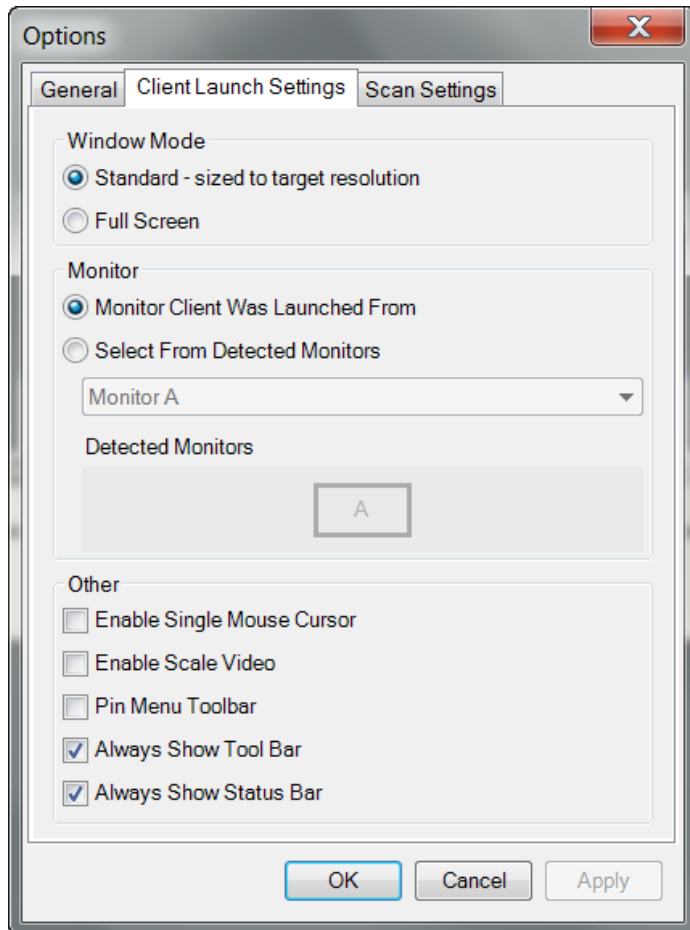 Options
General
Client Launch Settings
Scan Settings
Window Mode
Standard - sized to target resolution
Full Screen
Monitor
Monitor Client Was Launched From
Select From Detected Monitors
Monitor A
Detected Monitors
A
Other
Enable Single Mouse Cursor
Enable Scale Video
Pin Menu Toolbar
Always Show Tool Bar
Always Show Status Bar
OK
Cancel
Apply